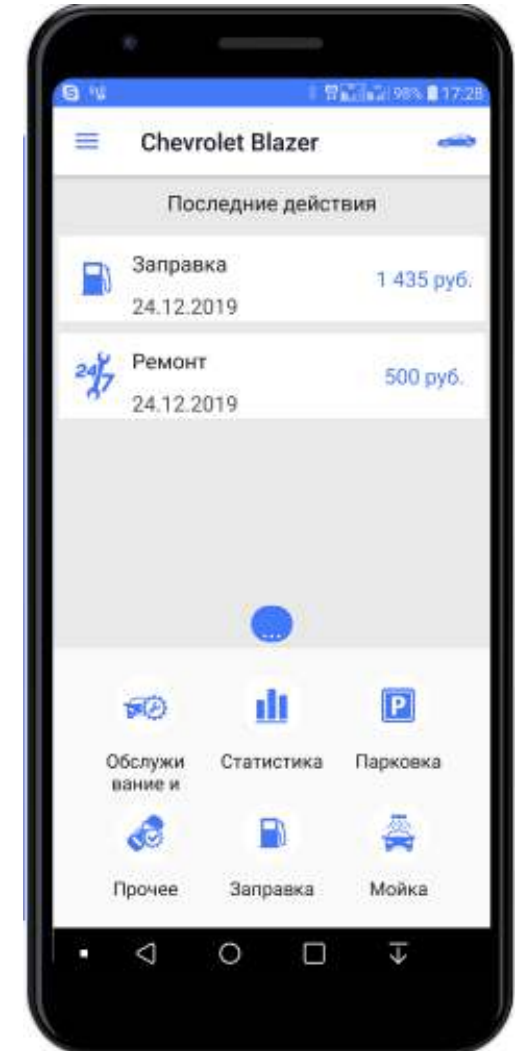 98% 17:28
Chevrolet Blazer
Последние действия
Заправка
1 435 руб.
24.12.2019
24/7
Ремонт
500 руб.
24.12.2019
...
P
Обслужи
вание и
Статистика
Парковка
Прочее
Заправка
Мойка